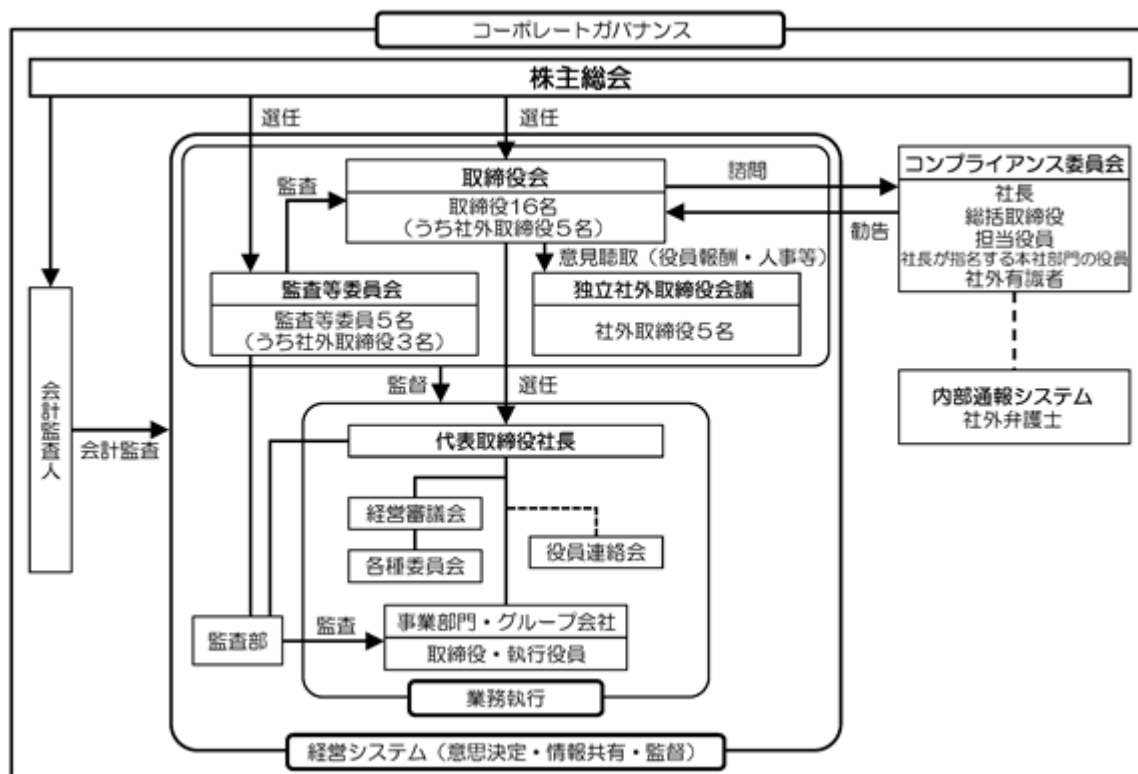 コーポレートガバナンス
株主総会
選任
選任
コンプライアンス委員会
社長
総括取締役
担当役員
社長が指名する本社部門の役員
社外有識者
取締役会
取締役16名
（うち社外取締役5名）
監査
諮問
勧告
意見聴取（役員報酬・人事等）
監査等委員会
監査等委員5名
（うち社外取締役3名）
独立社外取締役会議
社外取締役5名
会計監査人
会計監査
監督
選任
内部通報システム
社外弁護士
代表取締役社長
経営審議会
各種委員会
役員連絡会
監査部
監査
事業部門・グループ会社
取締役・執行役員
業務執行
経営システム（意思決定・情報共有・監督）